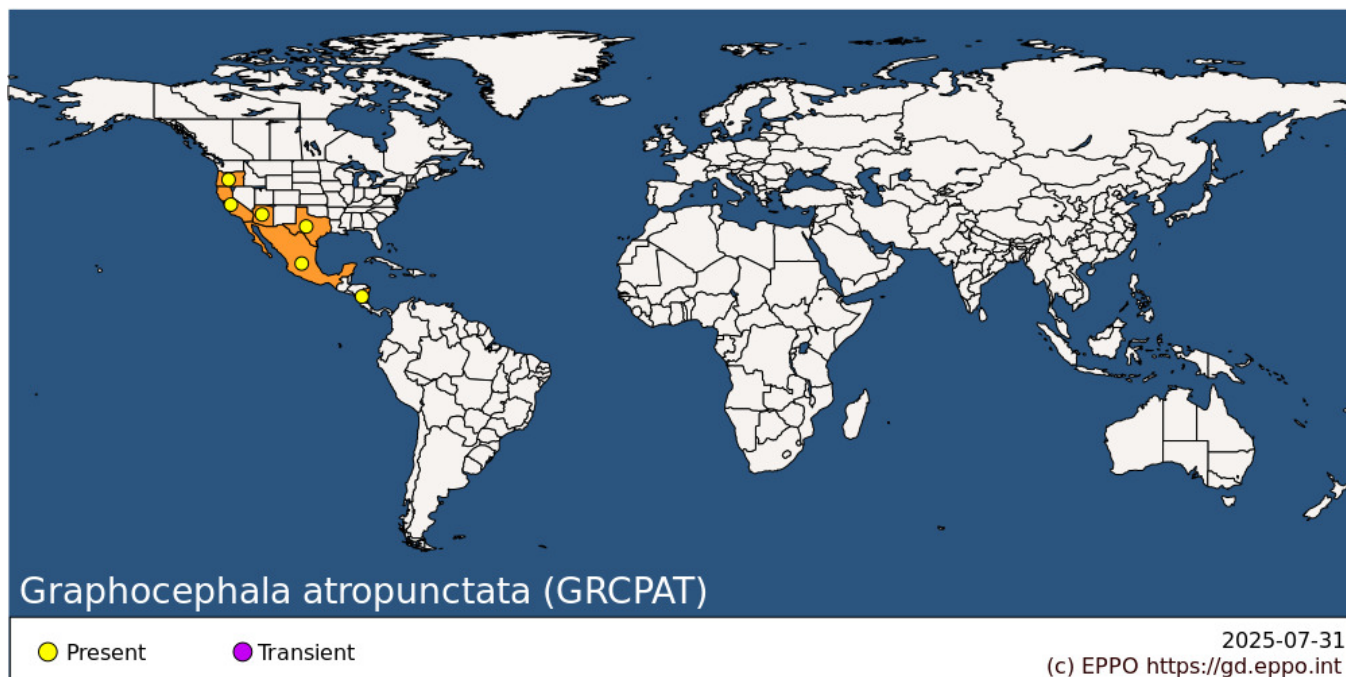 Graphocephala atropunctata (GRCPAT)
Present
Transient
2025-07-31
(c) EPPO https://gd.eppo.int